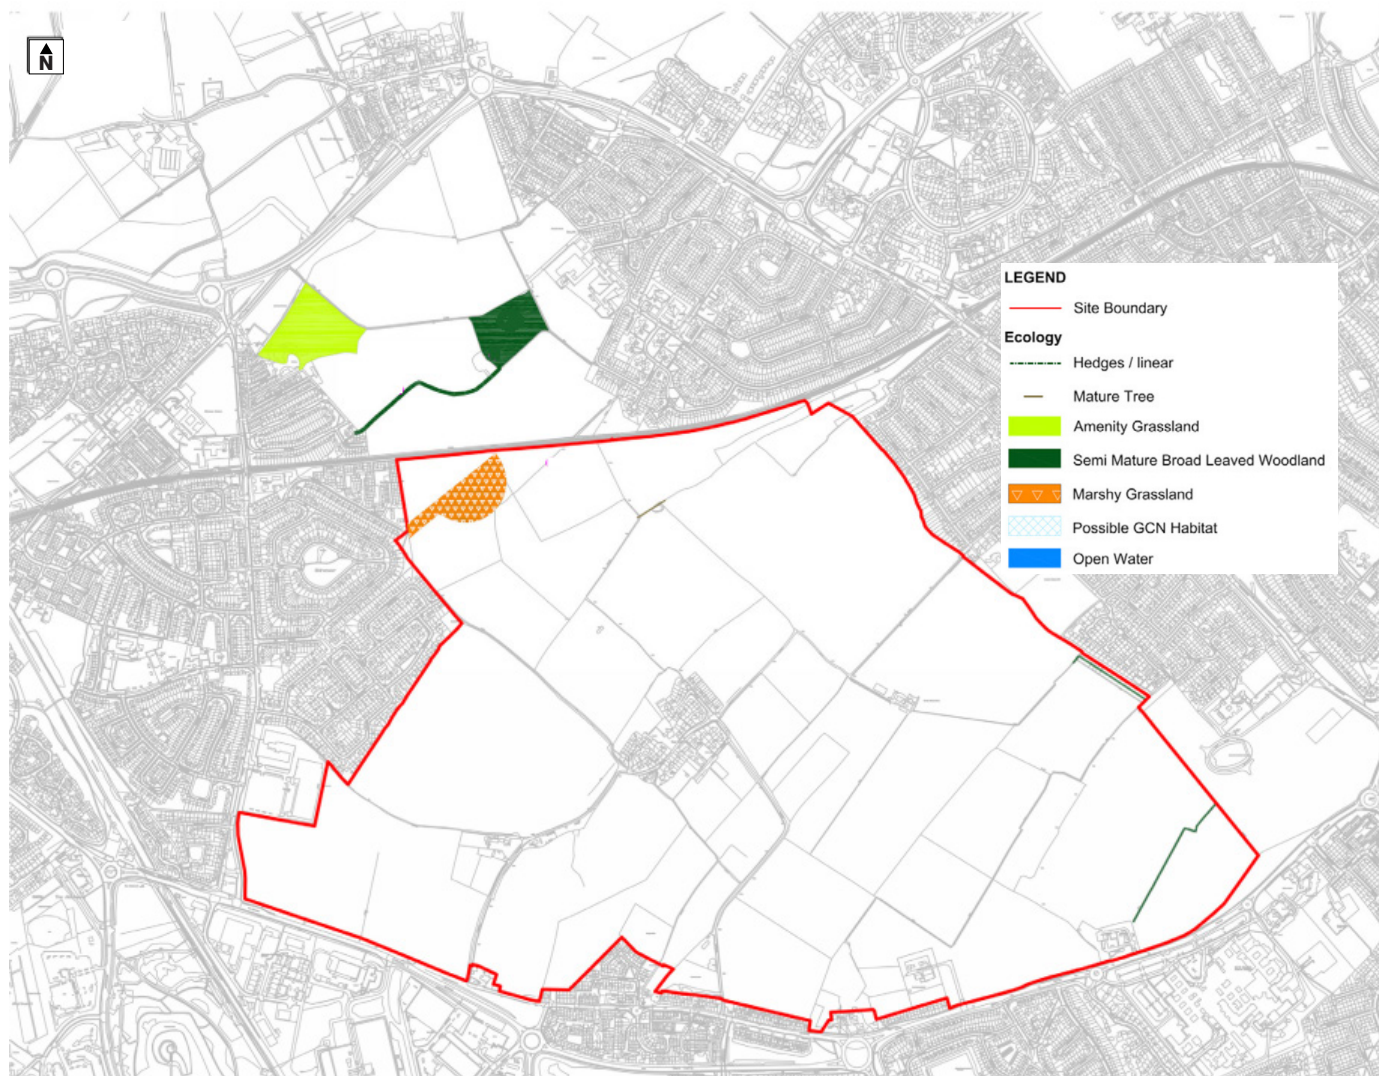 N
LEGEND
Site Boundary
Ecology
Hedges / linear
Mature Tree
Amenity Grassland
Semi Mature Broad Leaved Woodland
Marshy Grassland
Possible GCN Habitat
Open Water